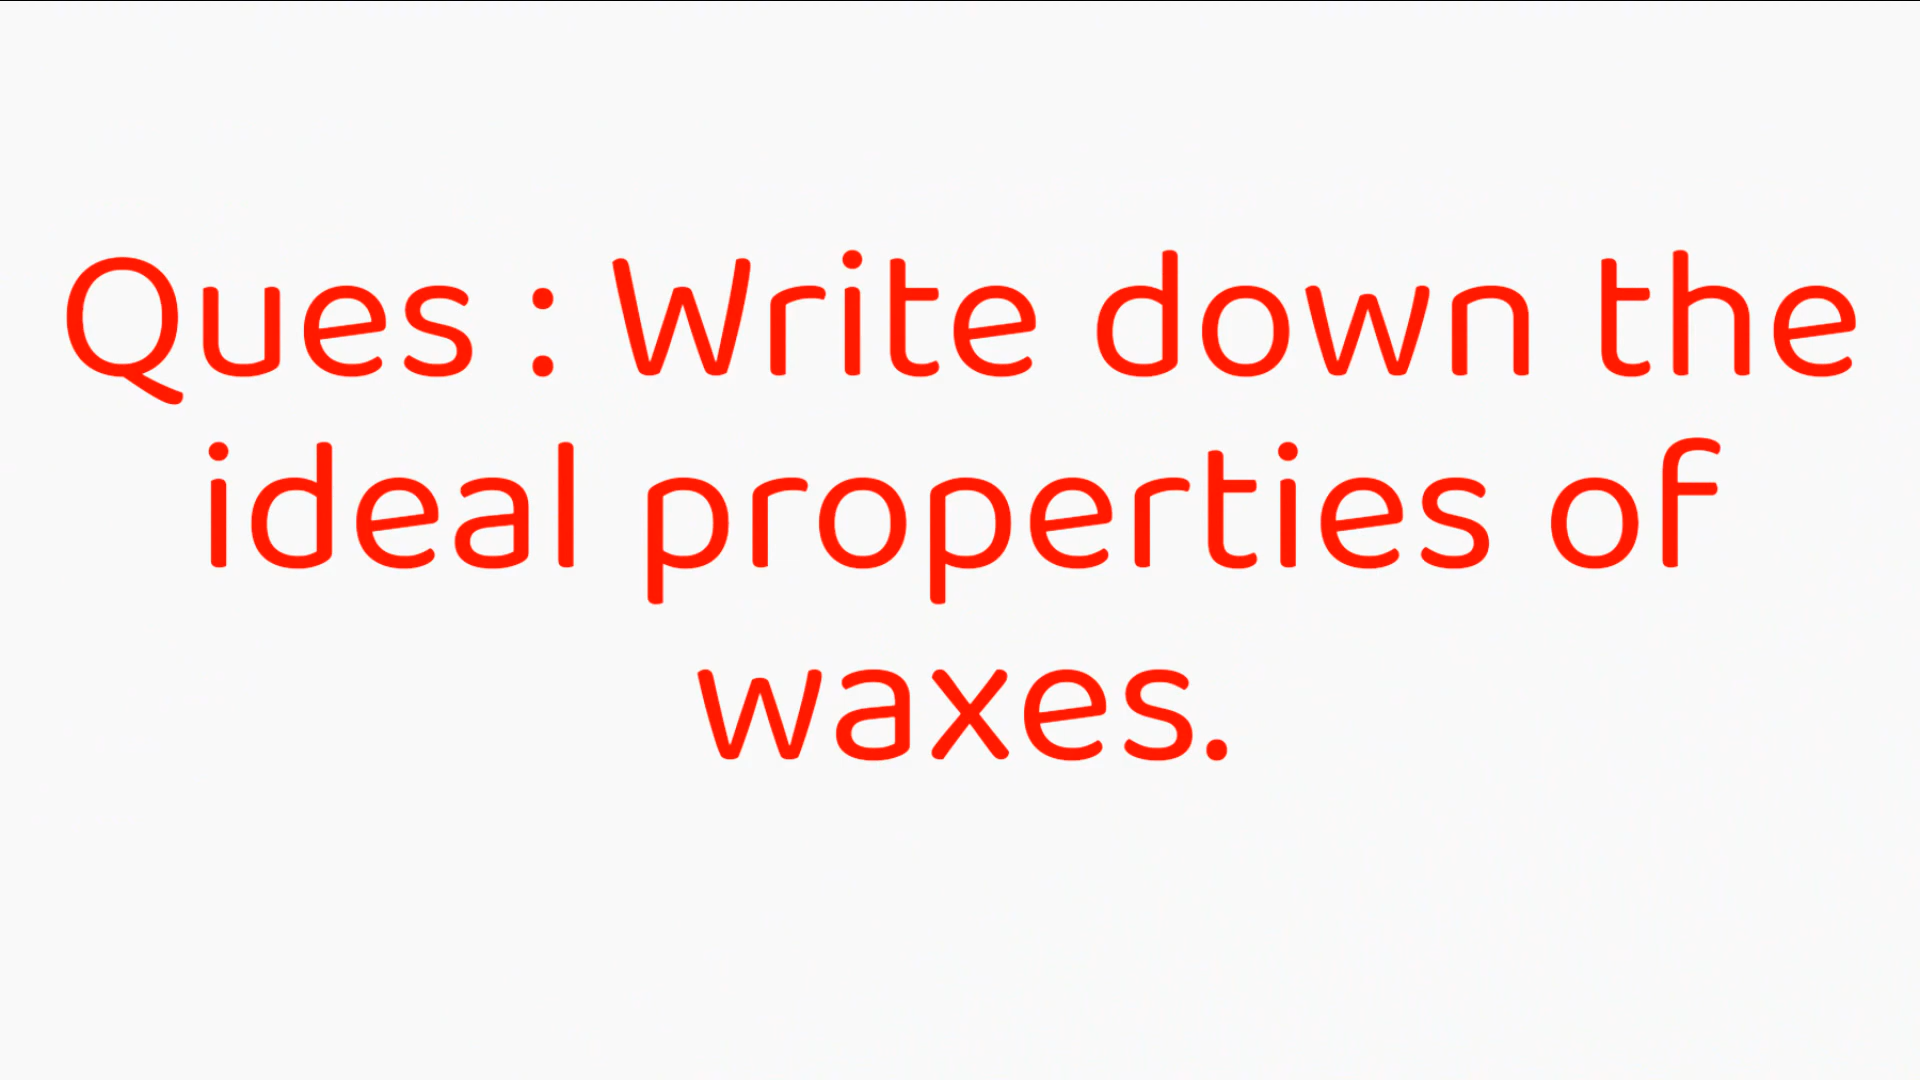 Ques : Write down the
ideal properties of
waxes.